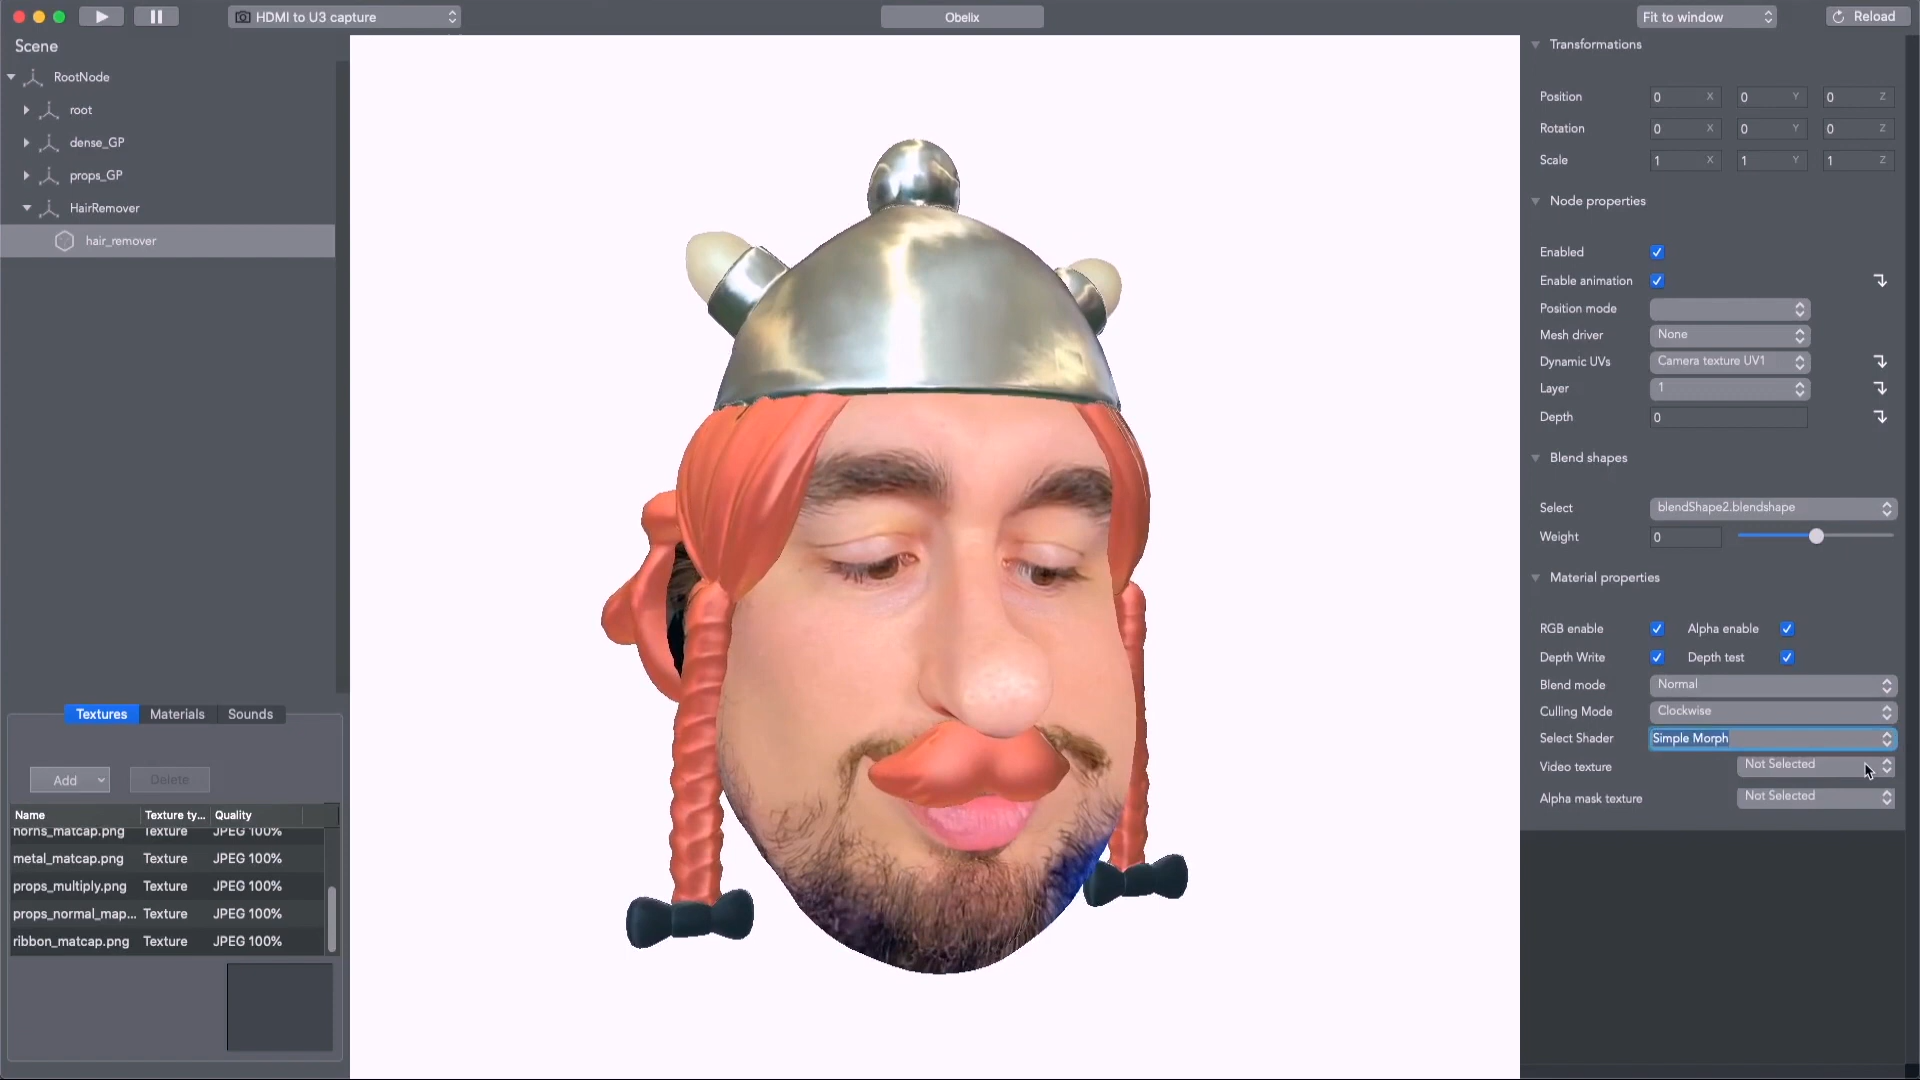 HDMI to U3 capture
Obelix
Fit to window
Reload
Scene
RootNode
root
dense_GP
props_GP
HairRemover
hair_remover
Textures
Materials
Sounds
Add
Delete
Name Texture ty... Quality
horns_matcap.png Texture JPEG 100%
metal_matcap.png Texture JPEG 100%
props_multiply.png Texture JPEG 100%
props_normal_map... Texture JPEG 100%
ribbon_matcap.png Texture JPEG 100%
Transformations
Position 0 X 0 Y 0 Z
Rotation 0 X 0 Y 0 Z
Scale 1 X 1 Y 1 Z
Node properties
Enabled
Enable animation
Position mode
Mesh driver None
Dynamic UVs Camera texture UV1
Layer 1
Depth 0
Blend shapes
Select blendShape2.blendshape
Weight 0
Material properties
RGB enable Alpha enable
Depth Write Depth test
Blend mode Normal
Culling Mode Clockwise
Select Shader Simple Morph
Video texture Not Selected
Alpha mask texture Not Selected